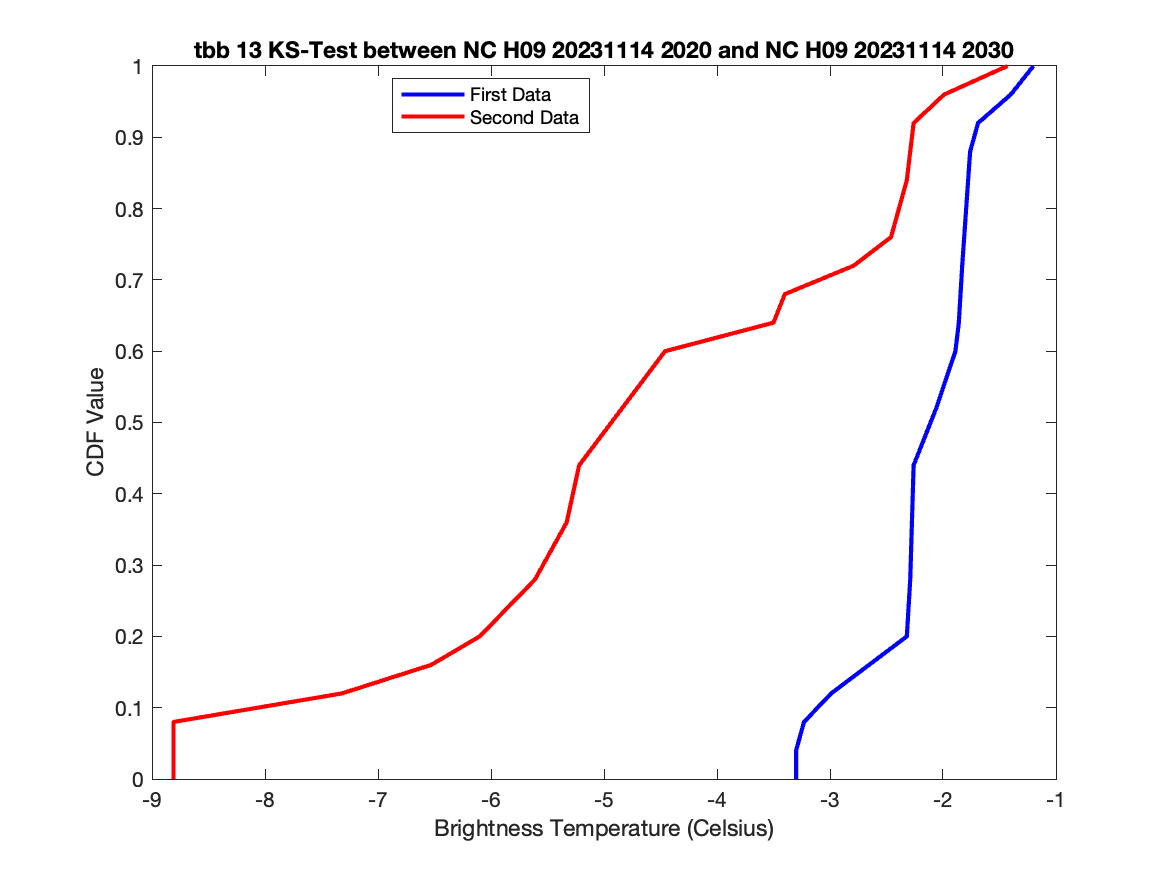 tbb 13 KS-Test between NC H09 20231114 2020 and NC H09 20231114 2030
First Data
Second Data
CDF Value
1
0.9
0.8
0.7
0.6
0.5
0.4
0.3
0.2
0.1
0
-9 -8 -7 -6 -5 -4 -3 -2 -1
Brightness Temperature (Celsius)